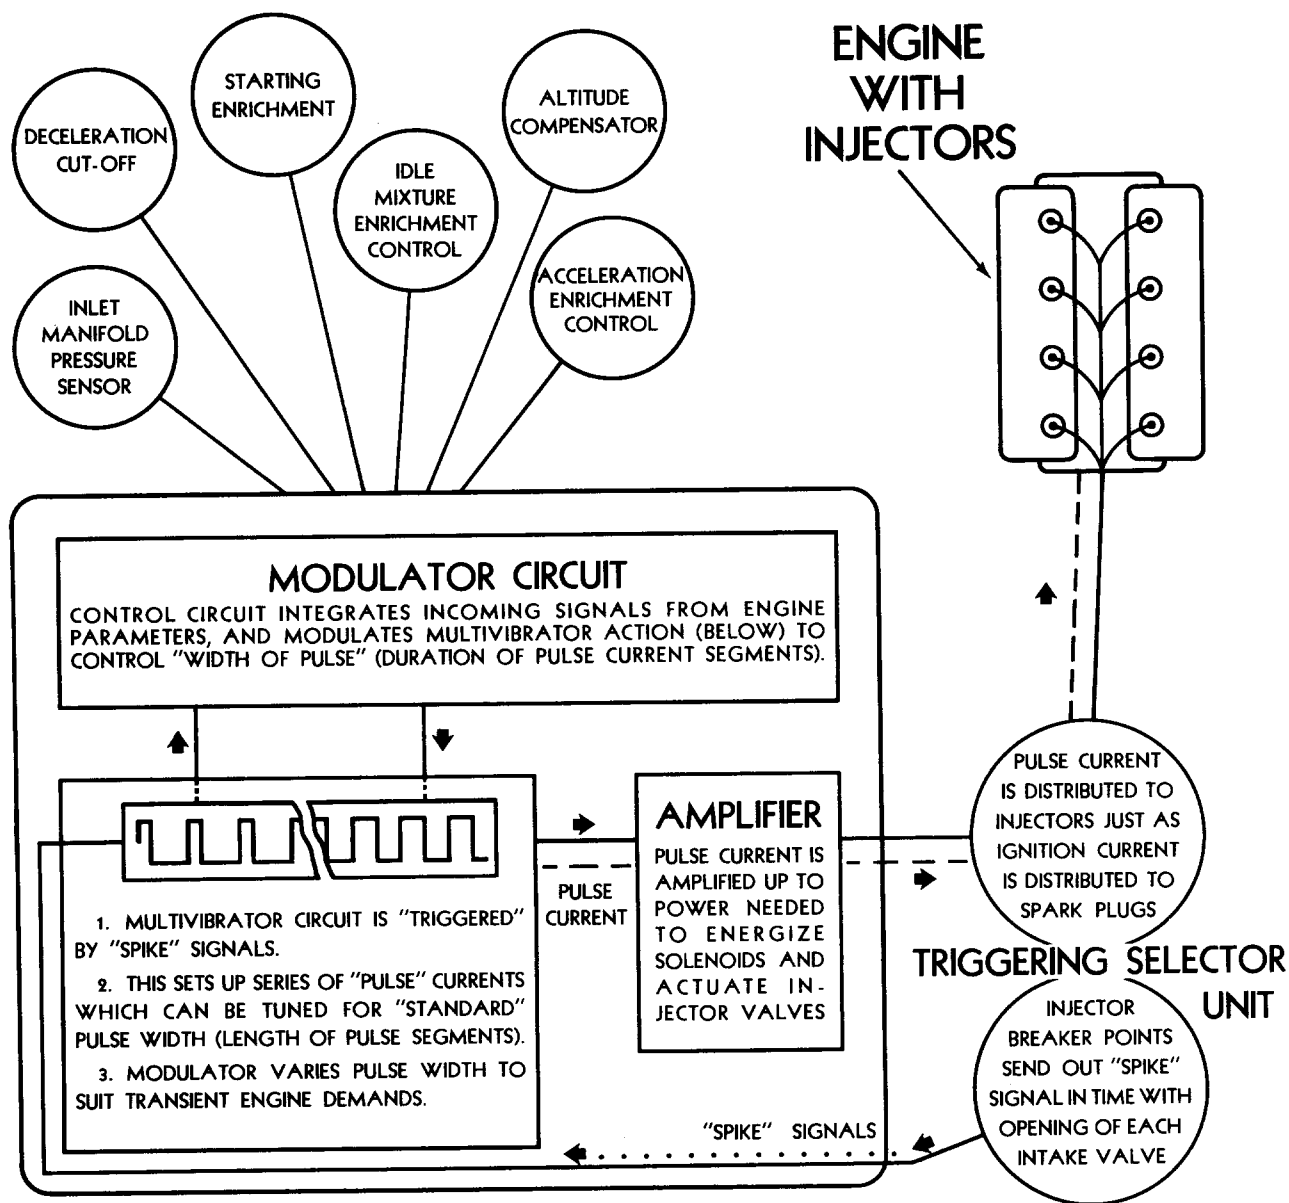 ENGINE
WITH
INJECTORS
DECELERATION
CUT-OFF
STARTING
ENRICHMENT
IDLE
MIXTURE
ENRICHMENT
CONTROL
ALTITUDE
COMPENSATOR
INLET
MANIFOLD
PRESSURE
SENSOR
ACCELERATION
ENRICHMENT
CONTROL
MODULATOR CIRCUIT
CONTROL CIRCUIT INTEGRATES INCOMING SIGNALS FROM ENGINE
PARAMETERS, AND MODULATES MULTIVIBRATOR ACTION (BELOW) TO
CONTROL "WIDTH OF PULSE" (DURATION OF PULSE CURRENT SEGMENTS).
1. MULTIVIBRATOR CIRCUIT IS "TRIGGERED"
BY "SPIKE" SIGNALS.
2. THIS SETS UP SERIES OF "PULSE" CURRENTS
WHICH CAN BE TUNED FOR "STANDARD"
PULSE WIDTH (LENGTH OF PULSE SEGMENTS).
3. MODULATOR VARIES PULSE WIDTH TO
SUIT TRANSIENT ENGINE DEMANDS.
PULSE
CURRENT
AMPLIFIER
PULSE CURRENT IS
AMPLIFIED UP TO
POWER NEEDED
TO ENERGIZE
SOLENOIDS AND
ACTUATE IN-
JECTOR VALVES
PULSE CURRENT
IS DISTRIBUTED TO
INJECTORS JUST AS
IGNITION CURRENT
IS DISTRIBUTED TO
SPARK PLUGS
TRIGGERING SELECTOR
UNIT
INJECTOR
BREAKER POINTS
SEND OUT "SPIKE"
SIGNAL IN TIME WITH
OPENING OF EACH
INTAKE VALVE
"SPIKE" SIGNALS